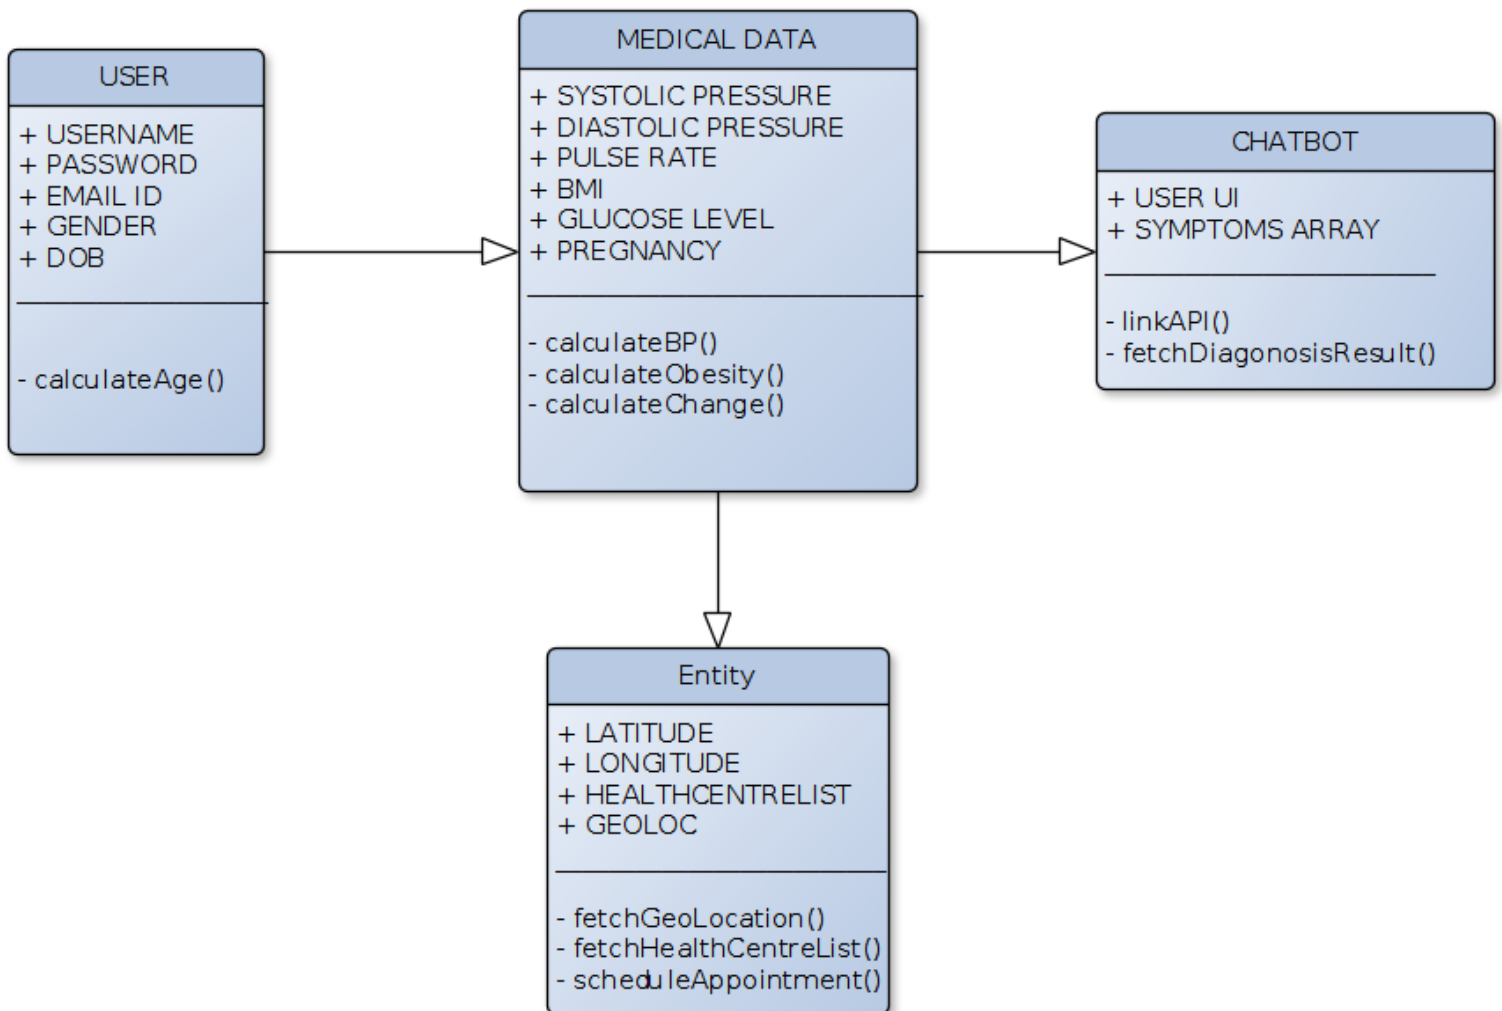 USER
+ USERNAME
+ PASSWORD
+ EMAIL ID
+ GENDER
+ DOB
- calculateAge()
MEDICAL DATA
+ SYSTOLIC PRESSURE
+ DIASTOLIC PRESSURE
+ PULSE RATE
+ BMI
+ GLUCOSE LEVEL
+ PREGNANCY
- calculateBP()
- calculateObesity()
- calculateChange()
CHATBOT
+ USER UI
+ SYMPTOMS ARRAY
- linkAPI()
- fetchDiagonosisResult()
Entity
+ LATITUDE
+ LONGITUDE
+ HEALTHCENTRELIST
+ GEOLOC
- fetchGeoLocation()
- fetchHealthCentreList()
- scheduleAppointment()